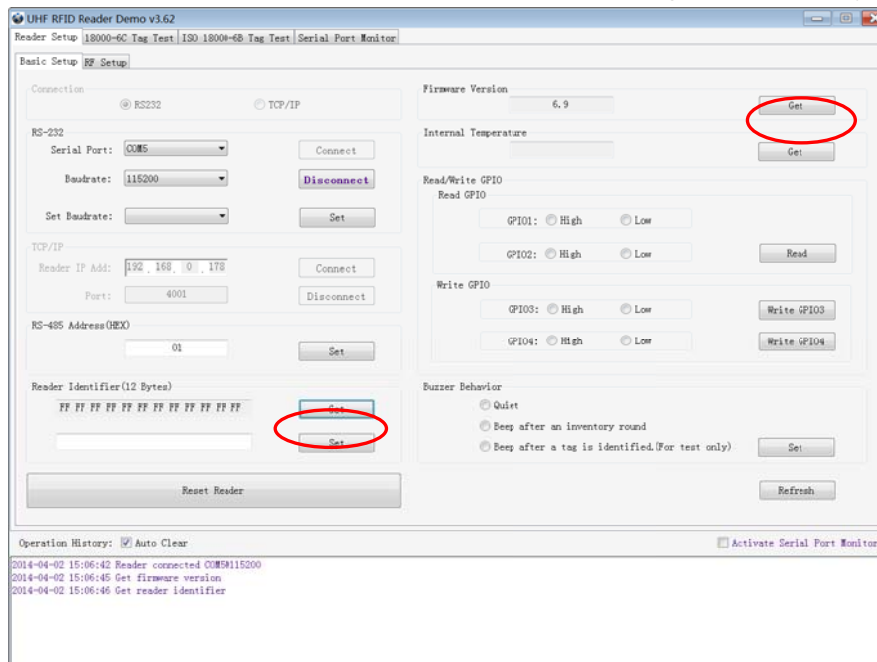 UHF RFID Reader Demo v3.62
Reader Setup 18000-6C Tag Test ISO 18000-6B Tag Test Serial Port Monitor
Basic Setup RF Setup
Connection
RS232 TCP/IP
RS-232
Serial Port: COM5 Connect
Baudrate: 115200 Disconnect
Set Baudrate: Set
TCP/IP
Reader IP Add: 192 . 168 . 0 . 178 Connect
Port: 4001 Disconnect
RS-485 Address(HEX)
01 Set
Reader Identifier(12 Bytes)
FF FF FF FF FF FF FF FF FF FF FF FF Get
Set
Reset Reader
Firmware Version
6.9 Get
Internal Temperature
Get
Read/Write GPIO
Read GPIO
GPIO1: High Low
GPIO2: High Low Read
Write GPIO
GPIO3: High Low Write GPIO3
GPIO4: High Low Write GPIO4
Buzzer Behavior
Quiet
Beep after an inventory round
Beep after a tag is identified.(For test only) Set
Refresh
Operation History: Auto Clear Activate Serial Port Monitor
2014-04-02 15:06:42 Reader connected COM5@115200
2014-04-02 15:06:45 Get firmware version
2014-04-02 15:06:46 Get reader identifier